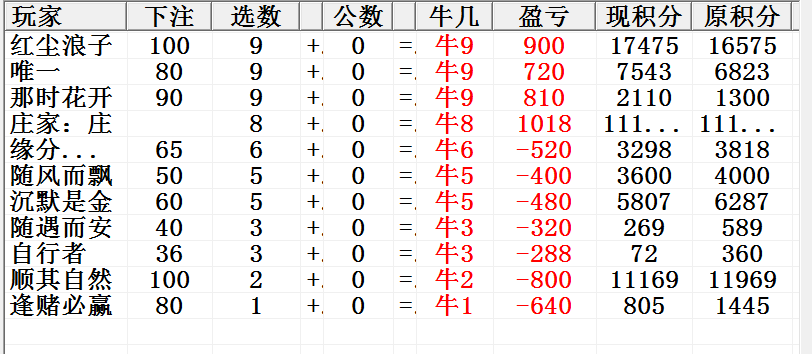 玩家 下注 选数 公数 牛几 盈亏 现积分 原积分
红尘浪子 100 9 +. 0 =. 牛9 900 17475 16575
唯一 80 9 +. 0 =. 牛9 720 7543 6823
那时花开 90 9 +. 0 =. 牛9 810 2110 1300
庄家：庄 8 +. 0 =. 牛8 1018 111... 111...
缘分... 65 6 +. 0 =. 牛6 -520 3298 3818
随风而飘 50 5 +. 0 =. 牛5 -400 3600 4000
沉默是金 60 5 +. 0 =. 牛5 -480 5807 6287
随遇而安 40 3 +. 0 =. 牛3 -320 269 589
自行者 36 3 +. 0 =. 牛3 -288 72 360
顺其自然 100 2 +. 0 =. 牛2 -800 11169 11969
逢赌必赢 80 1 +. 0 =. 牛1 -640 805 1445